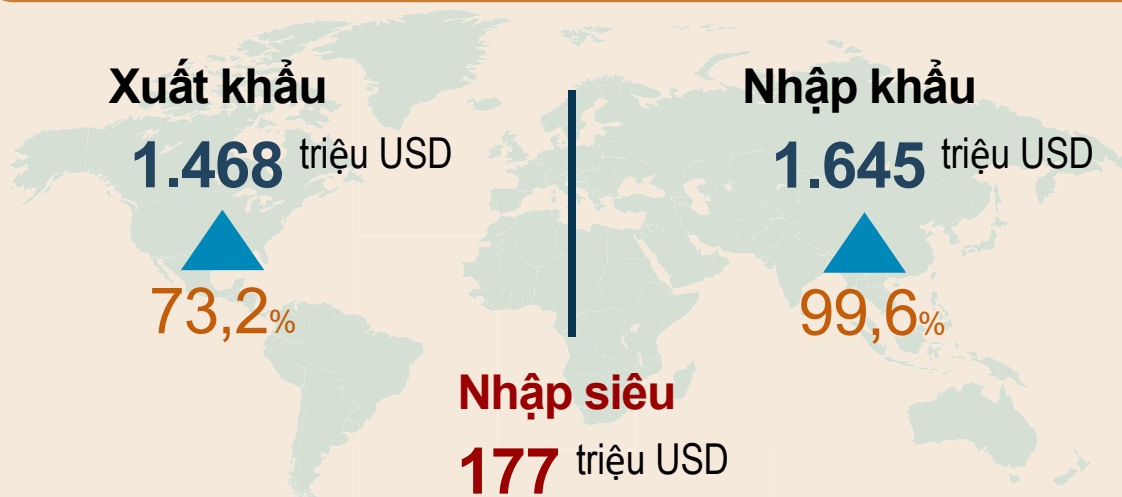 Xuất khẩu
1.468 triệu USD
73,2%
Nhập khẩu
1.645 triệu USD
99,6%
Nhập siêu
177 triệu USD